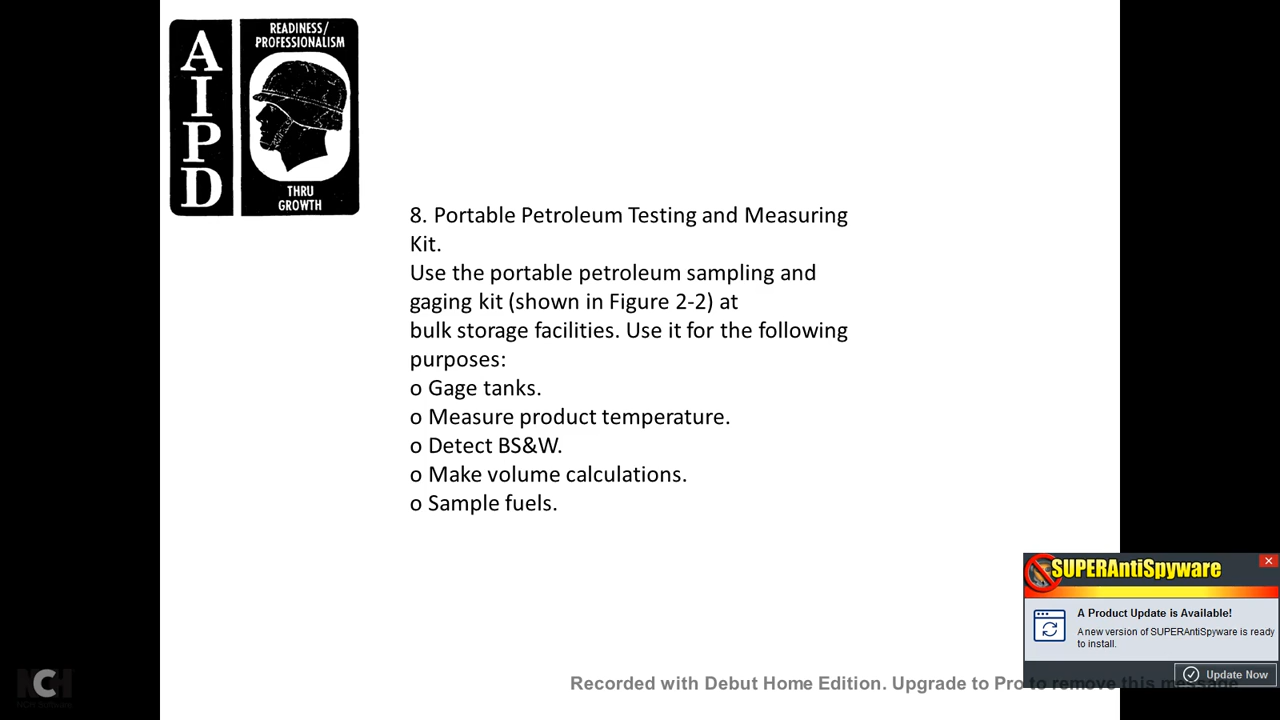 A
I
P
D
READINESS/
PROFESSIONALISM
THRU
GROWTH
8. Portable Petroleum Testing and Measuring
Kit.
Use the portable petroleum sampling and
gaging kit (shown in Figure 2-2) at
bulk storage facilities. Use it for the following
purposes:
o Gage tanks.
o Measure product temperature.
o Detect BS&W.
o Make volume calculations.
o Sample fuels.
SUPERAntiSpyware
A Product Update is Available!
A new version of SUPERAntiSpyware is ready
to install.
Update Now
NCH
NCH Software
Recorded with Debut Home Edition. Upgrade to Pro to remove this message